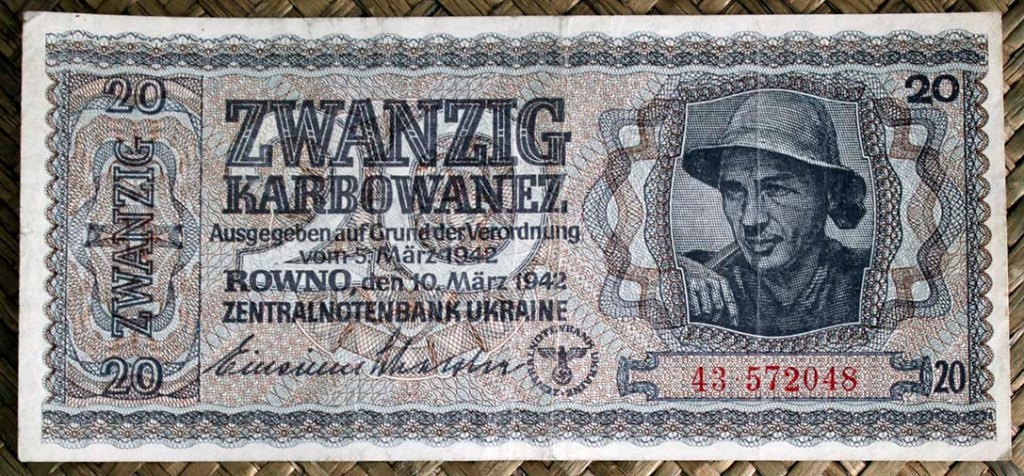 20
ZWANZIG
20
ZWANZIG
KARBOWANEZ
Ausgegeben auf Grund der Verordnung
vom 5. März 1942
ROWNO, den 10. März 1942
ZENTRALNOTENBANK UKRAINE
20
43·572048
20